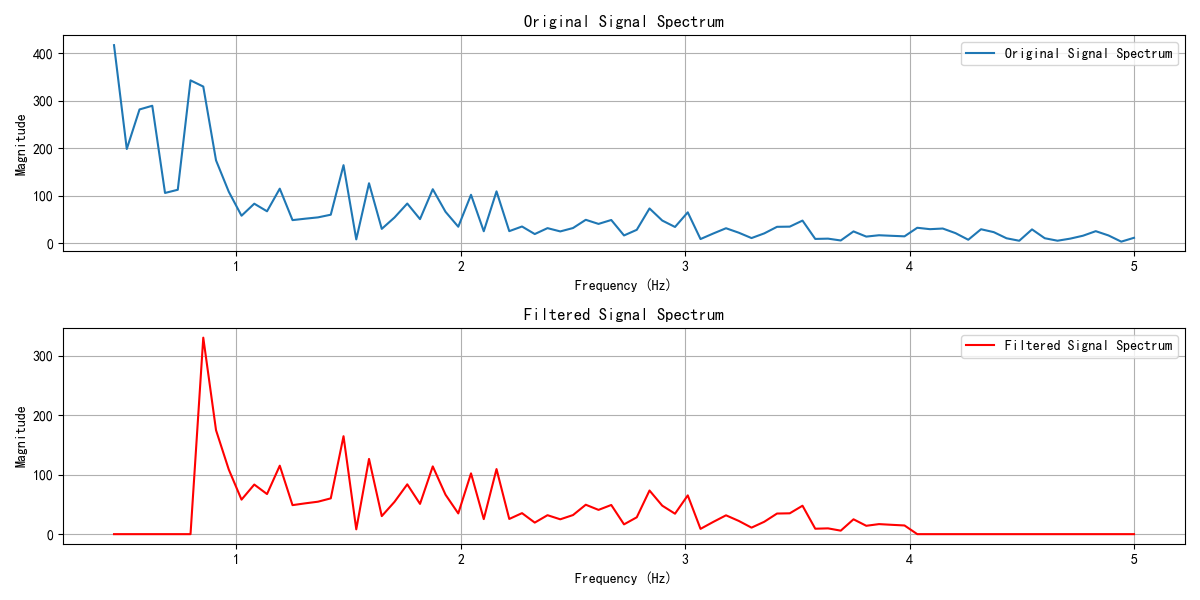 Original Signal Spectrum
Original Signal Spectrum
Magnitude
400
300
200
100
0
1 2 3 4 5
Frequency (Hz)
Filtered Signal Spectrum
Filtered Signal Spectrum
Magnitude
300
200
100
0
1 2 3 4 5
Frequency (Hz)